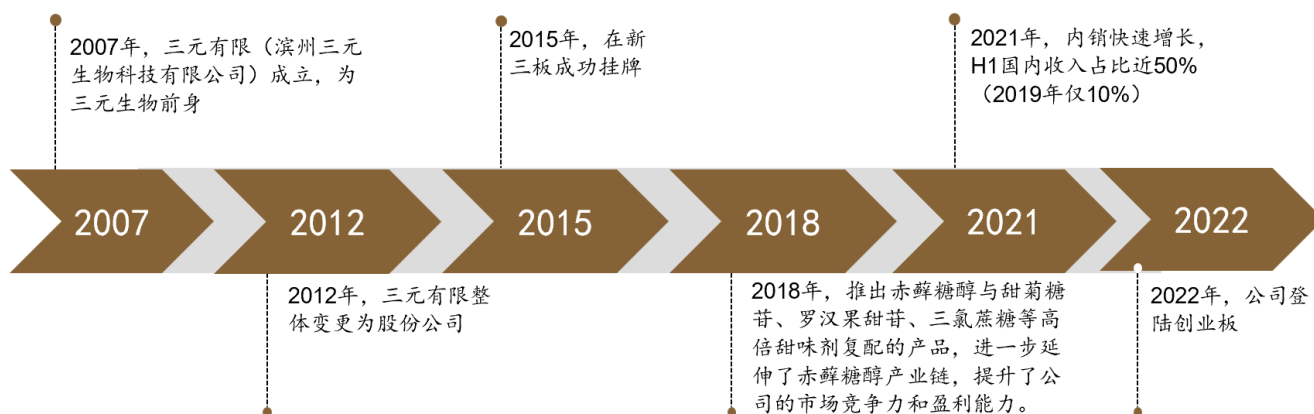 2007年，三元有限（滨州三元
生物科技有限公司）成立，为
三元生物前身
2015年，在新
三板成功挂牌
2021年，内销快速增长，
H1国内收入占比近50%
（2019年仅10%）
2007
2012
2015
2018
2021
2022
2012年，三元有限整
体变更为股份公司
2018年，推出赤藓糖醇与甜菊糖
苷、罗汉果甜苷、三氯蔗糖等高
倍甜味剂复配的产品，进一步延
伸了赤藓糖醇产业链，提升了公
司的市场竞争力和盈利能力。
2022年，公司登
陆创业板